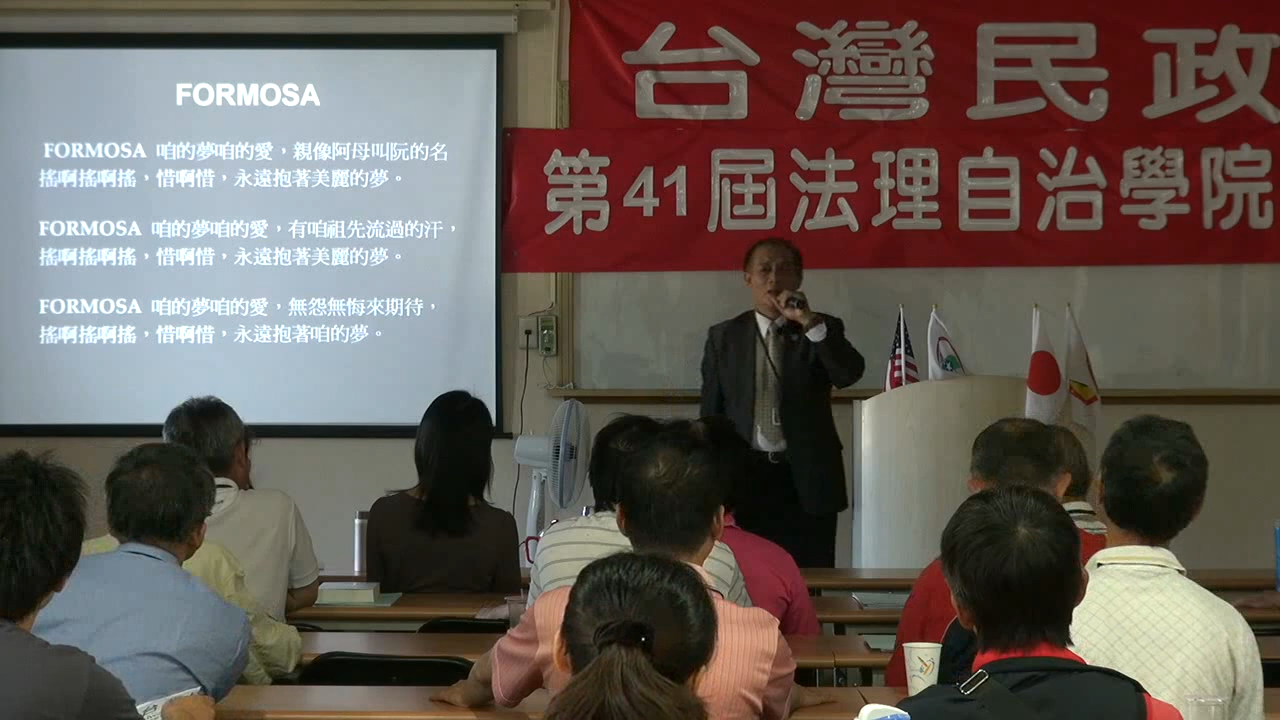 FORMOSA
FORMOSA 咱的夢咱的愛，親像阿母叫阮的名
搖啊搖啊搖，惜啊惜，永遠抱著美麗的夢。
FORMOSA 咱的夢咱的愛，有咱祖先流過的汗，
搖啊搖啊搖，惜啊惜，永遠抱著美麗的夢。
FORMOSA 咱的夢咱的愛，無怨無悔來期待，
搖啊搖啊搖，惜啊惜，永遠抱著咱的夢。
台灣民政
第41屆法理自治學院